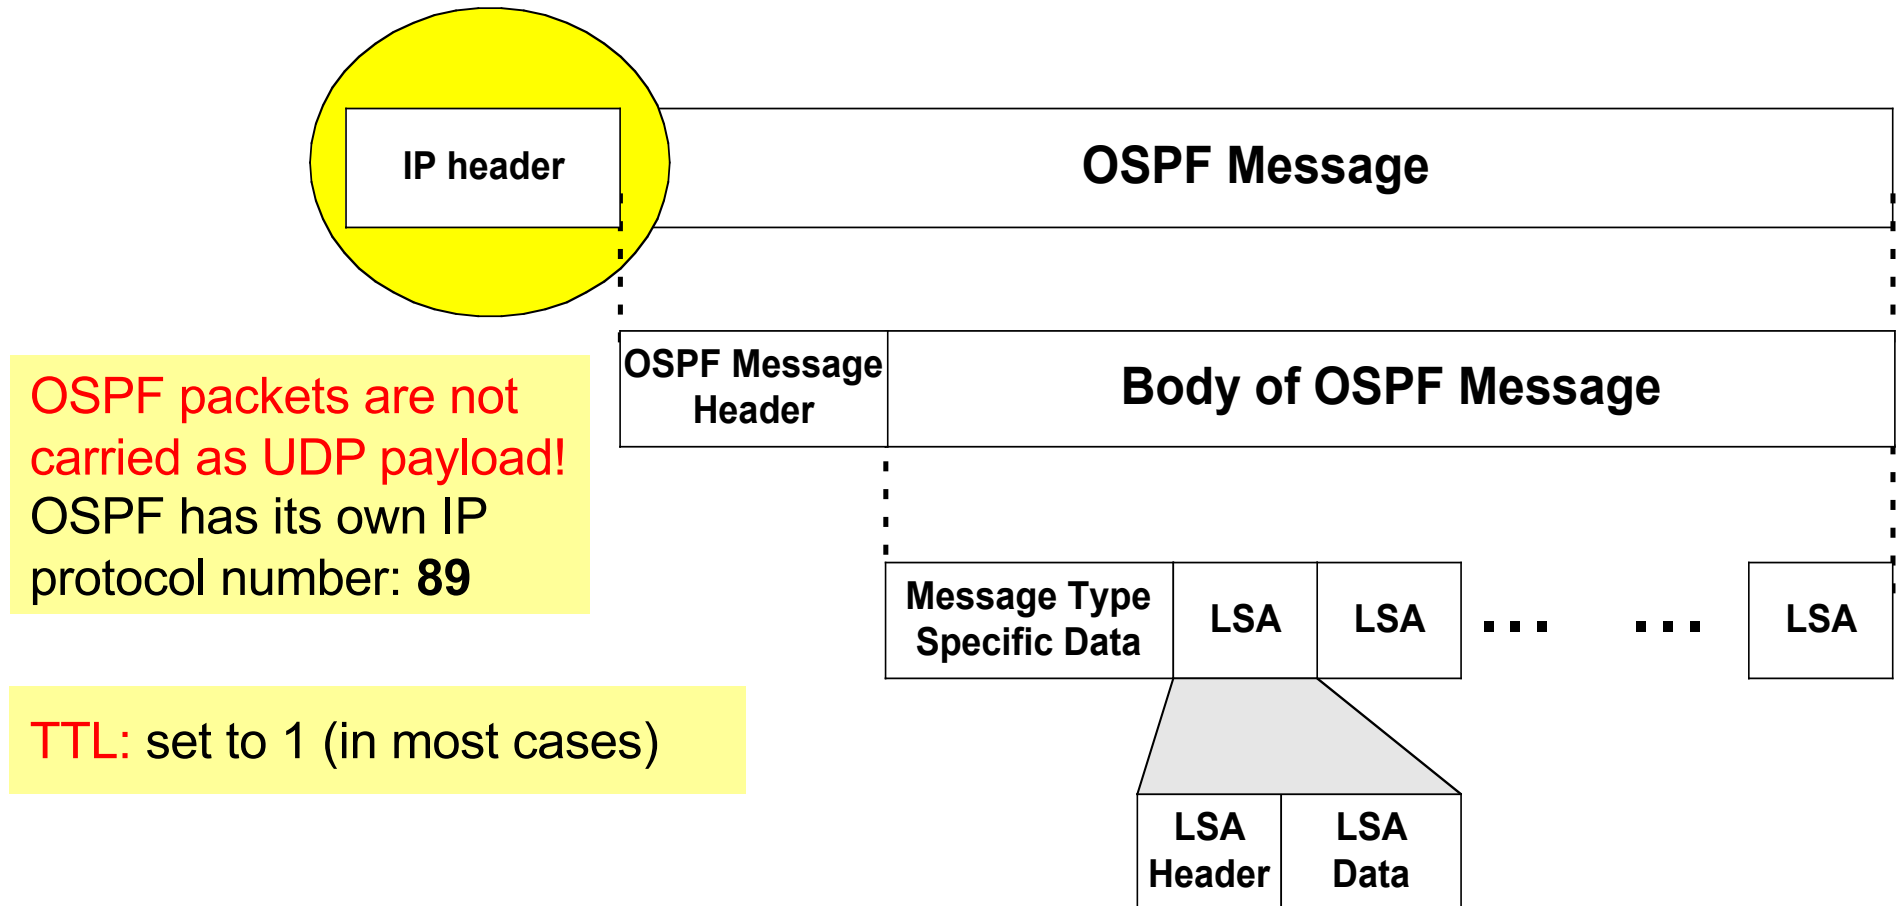 IP header
OSPF Message
OSPF Message
Header
Body of OSPF Message
OSPF packets are not
carried as UDP payload!
OSPF has its own IP
protocol number: 89
Message Type
Specific Data
LSA
LSA
...
...
LSA
TTL: set to 1 (in most cases)
LSA
Header
LSA
Data